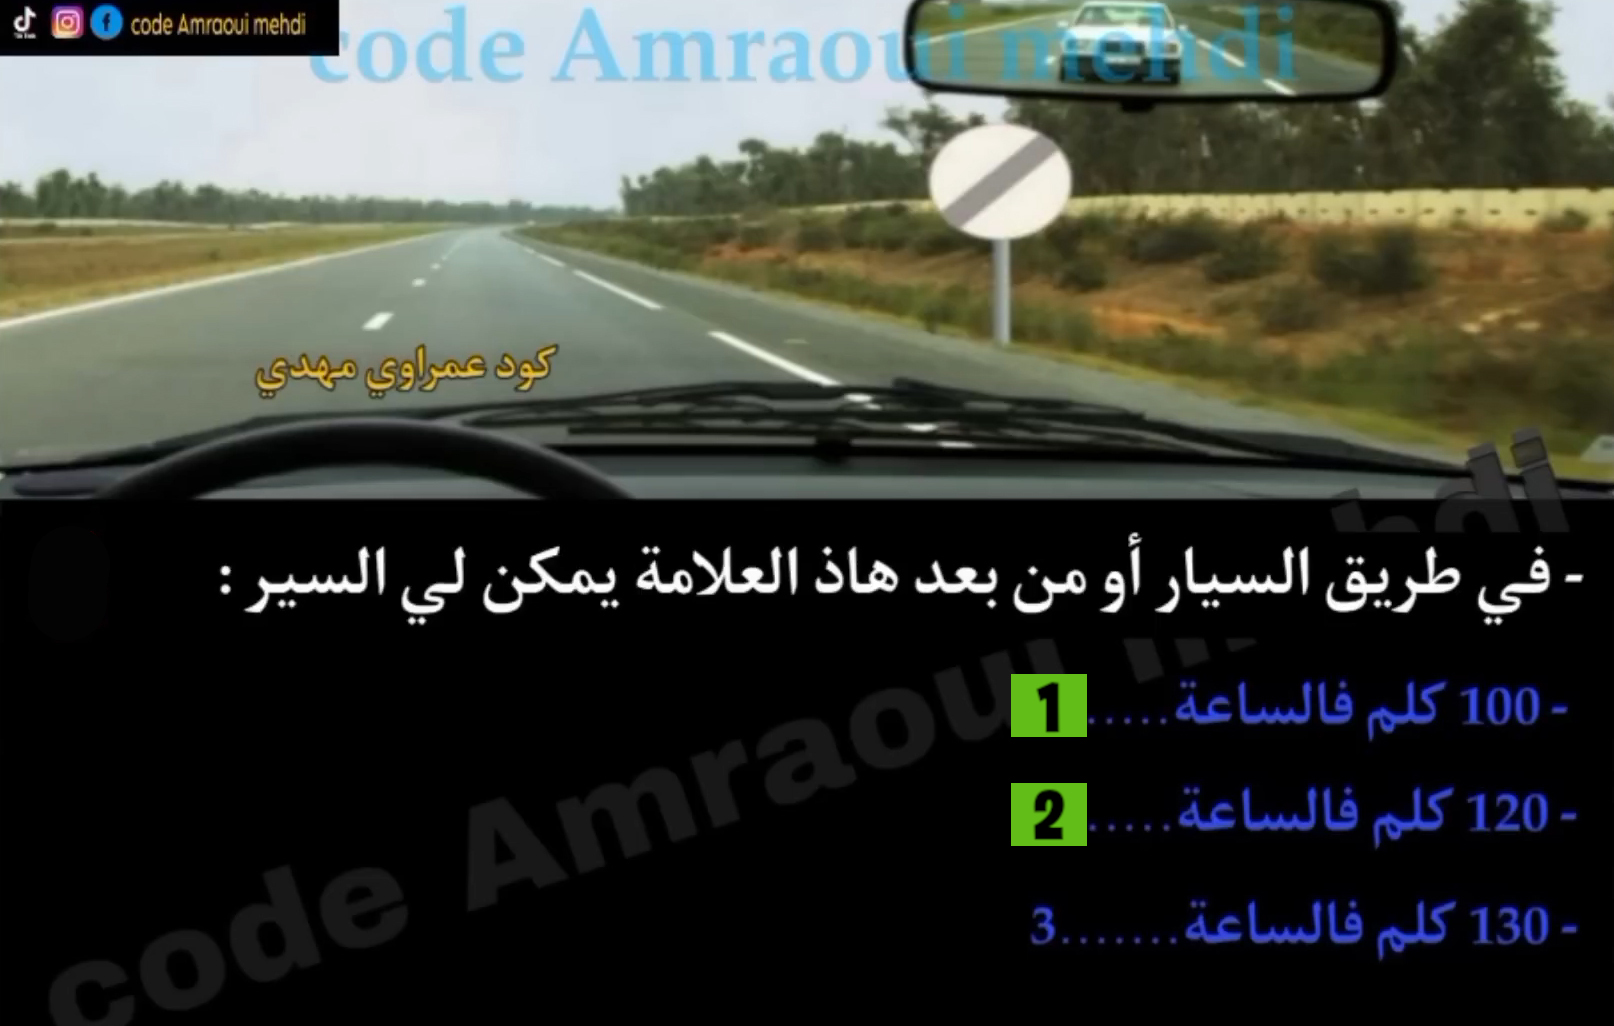 code Amraoui mehdi
code Amraoui mehdi
كود عمراوي مهدي
- في طريق السيار أو من بعد هاذ العلامة يمكن لي السير :
- 100 كلم فالساعة.....1
- 120 كلم فالساعة.....2
- 130 كلم فالساعة.......3
code Amraoui mehdi